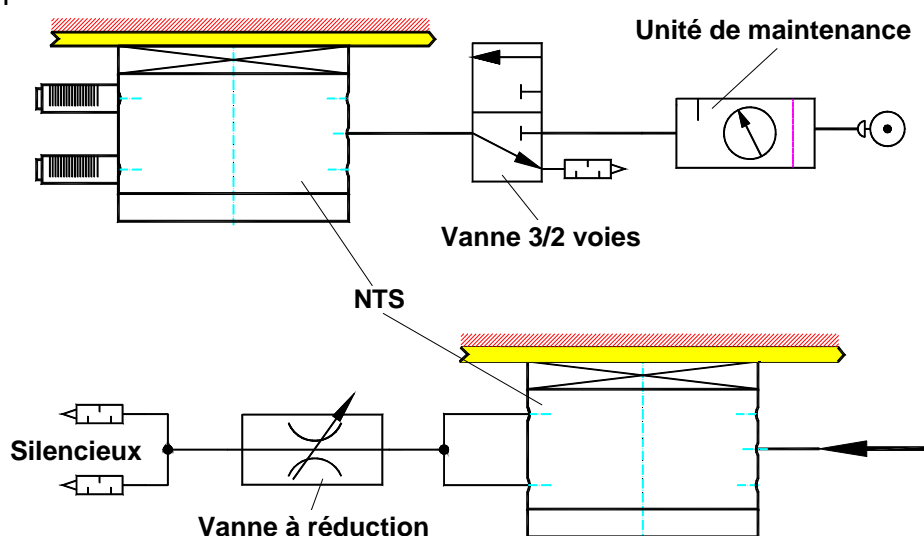 Unité de maintenance
Vanne 3/2 voies
NTS
Silencieux
Vanne à réduction